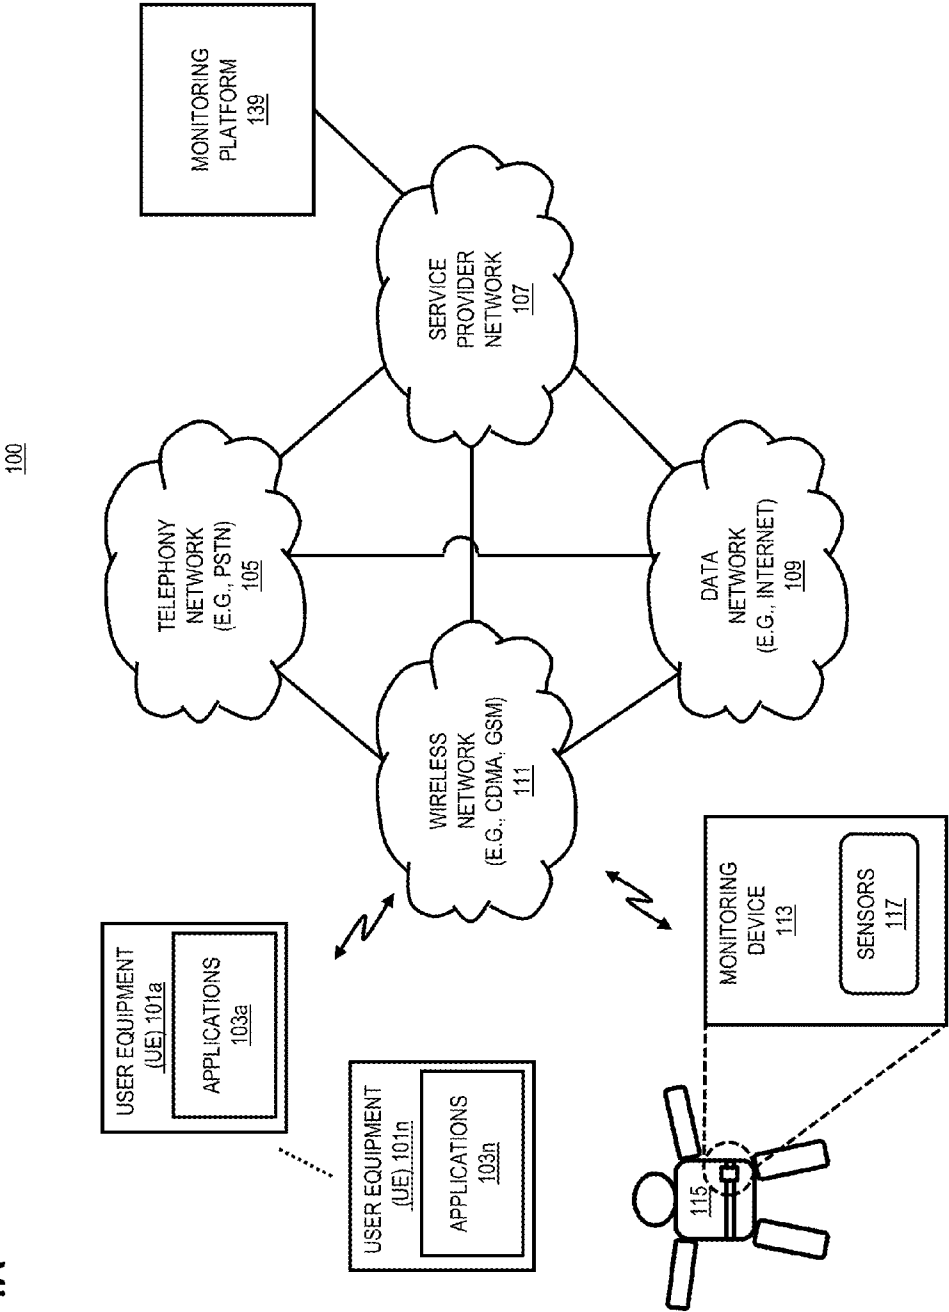 100
USER EQUIPMENT
(UE) 101a
APPLICATIONS
103a
USER EQUIPMENT
(UE) 101n
APPLICATIONS
103n
TELEPHONY
NETWORK
(E.G., PSTN)
105
MONITORING
PLATFORM
139
WIRELESS
NETWORK
(E.G., CDMA, GSM)
111
SERVICE
PROVIDER
NETWORK
107
DATA
NETWORK
(E.G., INTERNET)
109
115
MONITORING
DEVICE
113
SENSORS
117